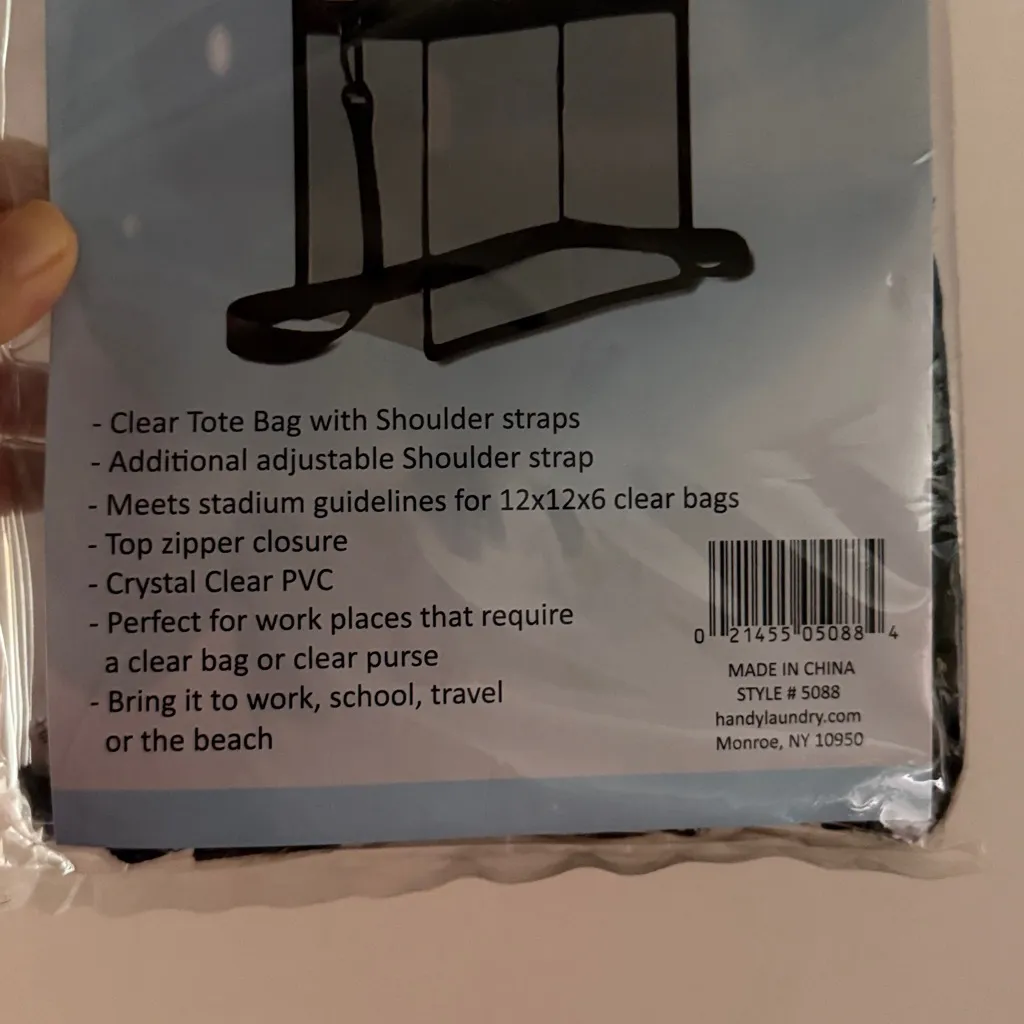 - Clear Tote Bag with Shoulder straps
- Additional adjustable Shoulder strap
- Meets stadium guidelines for 12x12x6 clear bags
- Top zipper closure
- Crystal Clear PVC
- Perfect for work places that require
a clear bag or clear purse
- Bring it to work, school, travel
or the beach
0 21455 05088 4
MADE IN CHINA
STYLE # 5088
handylaundry.com
Monroe, NY 10950